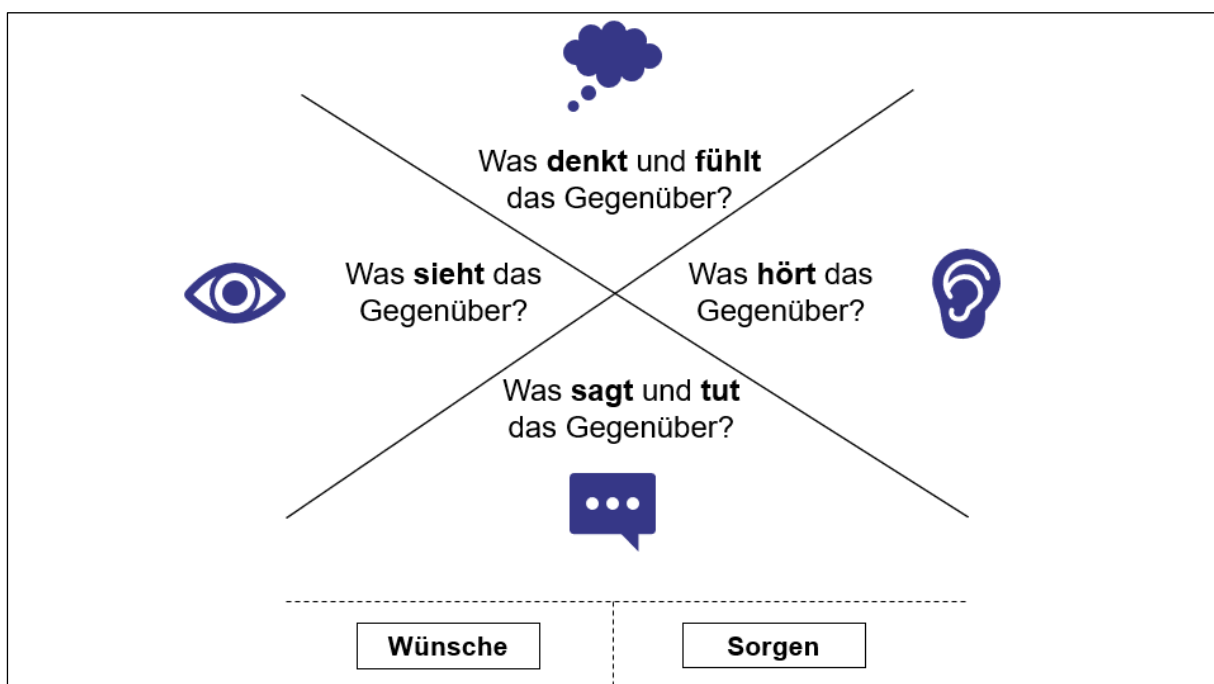 Was denkt und fühlt
das Gegenüber?
Was sieht das
Gegenüber?
Was hört das
Gegenüber?
Was sagt und tut
das Gegenüber?
Wünsche
Sorgen